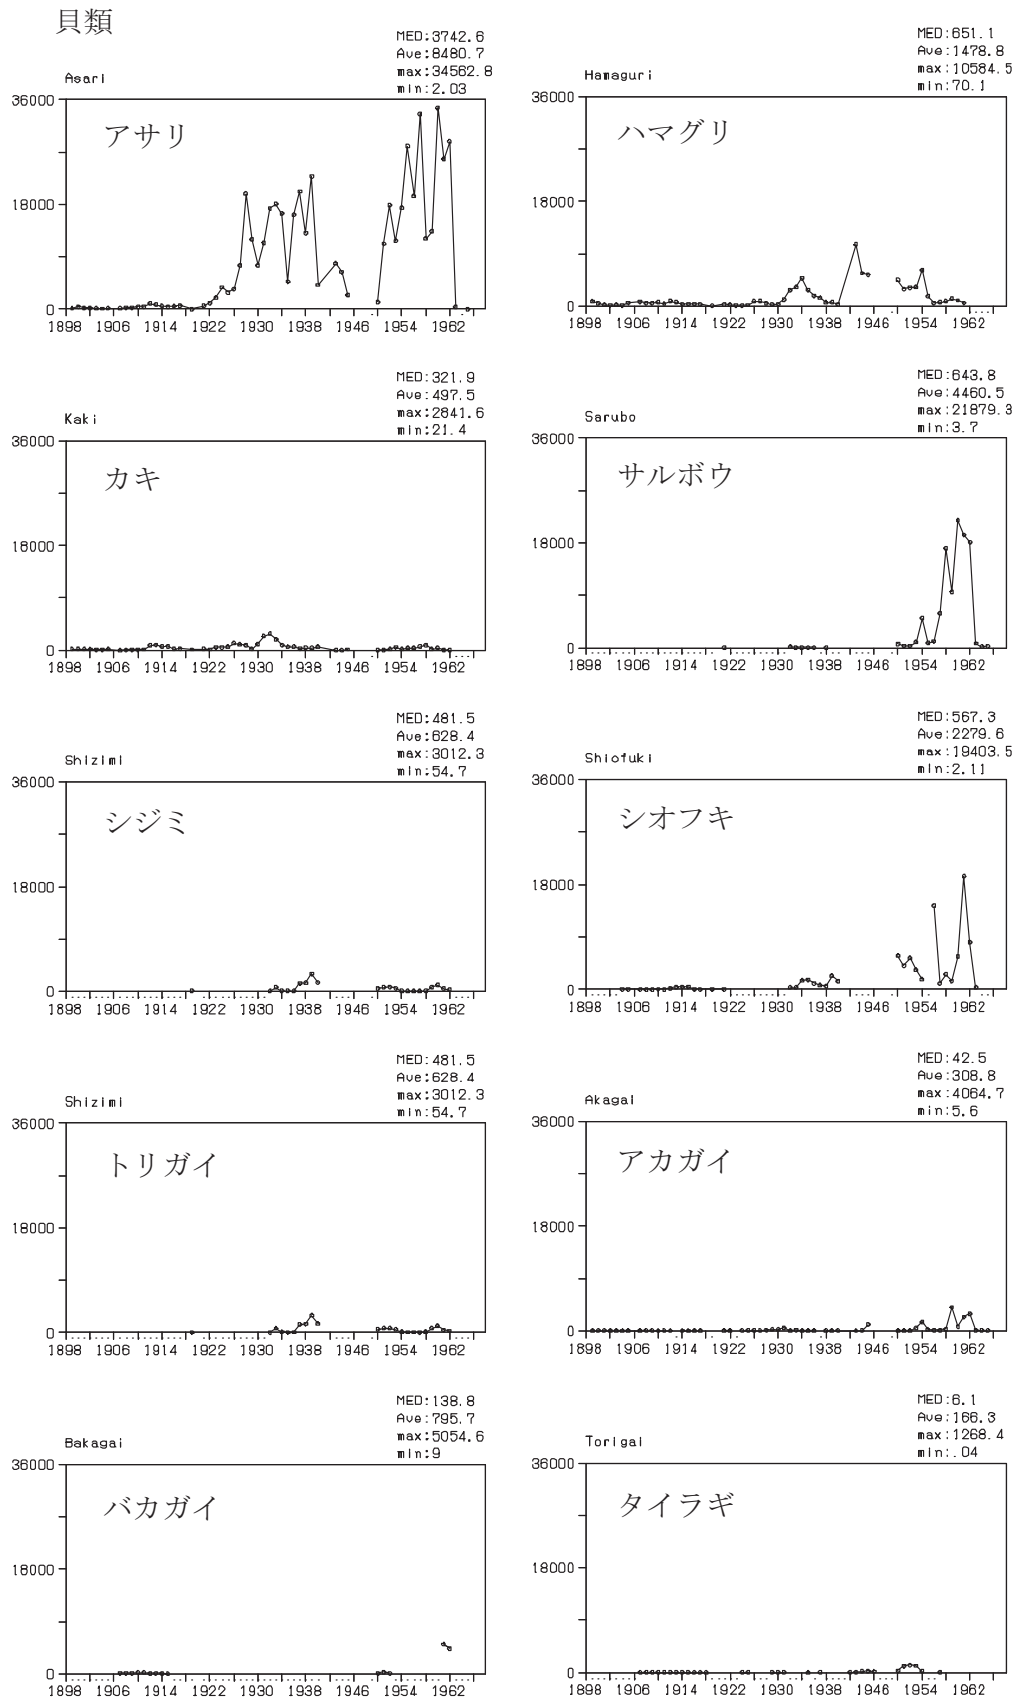 貝類
MED:3742.6
Ave:8480.7
max:34562.8
min:2.03
Asari
アサリ
36000
18000
0
1898 1906 1914 1922 1930 1938 1946 1954 1962
MED:651.1
Ave:1478.8
max:10584.5
min:70.1
Hamaguri
ハマグリ
36000
18000
0
1898 1906 1914 1922 1930 1938 1946 1954 1962
MED:321.9
Ave:497.5
max:2841.6
min:21.4
Kaki
カキ
36000
18000
0
1898 1906 1914 1922 1930 1938 1946 1954 1962
MED:643.8
Ave:4460.5
max:21879.3
min:3.7
Sarubo
サルボウ
36000
18000
0
1898 1906 1914 1922 1930 1938 1946 1954 1962
MED:481.5
Ave:628.4
max:3012.3
min:54.7
Shizimi
シジミ
36000
18000
0
1898 1906 1914 1922 1930 1938 1946 1954 1962
MED:567.3
Ave:2279.6
max:19403.5
min:2.11
Shiofuki
シオフキ
36000
18000
0
1898 1906 1914 1922 1930 1938 1946 1954 1962
MED:481.5
Ave:628.4
max:3012.3
min:54.7
Shizimi
トリガイ
36000
18000
0
1898 1906 1914 1922 1930 1938 1946 1954 1962
MED:42.5
Ave:308.8
max:4064.7
min:5.6
Akagai
アカガイ
36000
18000
0
1898 1906 1914 1922 1930 1938 1946 1954 1962
MED:138.8
Ave:795.7
max:5054.6
min:9
Bakagai
バカガイ
36000
18000
0
1898 1906 1914 1922 1930 1938 1946 1954 1962
MED:6.1
Ave:166.3
max:1268.4
min:.04
Torigai
タイラギ
36000
18000
0
1898 1906 1914 1922 1930 1938 1946 1954 1962